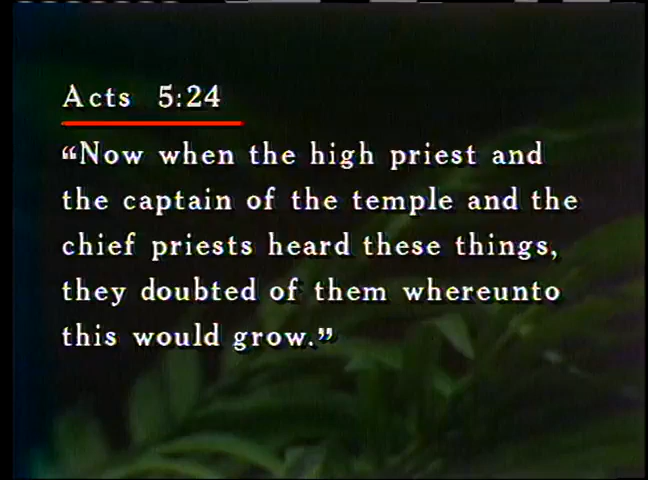 Acts 5:24
“Now when the high priest and
the captain of the temple and the
chief priests heard these things,
they doubted of them whereunto
this would grow.”